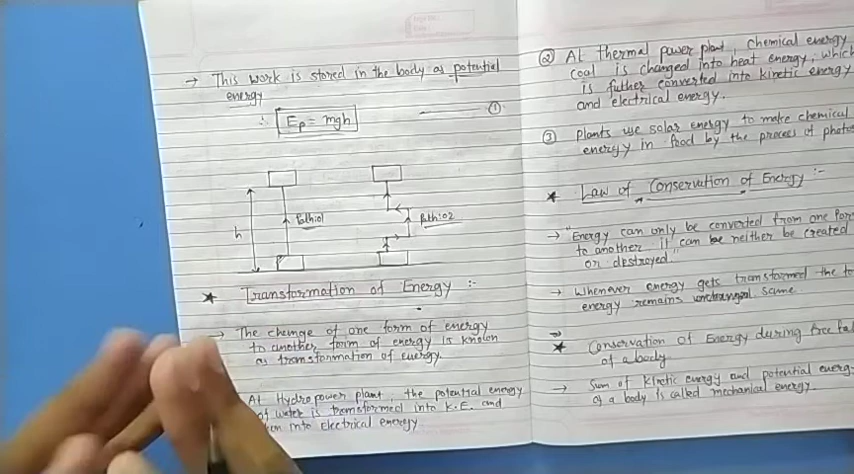 → This work is stored in the body as potential
energy
∴ Ep = mgh ——— ①
h
Path:01
Path:02
* Transformation of Energy :-
→ The change of one form of energy
to another form of energy is known
as transformation of energy.
At Hydro power plant, the potential energy
of water is transformed into K.E. and
into electrical energy
② At thermal power plant, chemical energy
coal is changed into heat energy, which
is futher converted into kinetic energy
and electrical energy.
③ Plants use solar energy to make chemical
energy in food by the process of
* Law of Conservation of Energy :-
→ "Energy can only be converted from one
to another, it can be neither be created
or destroyed"
→ Whenever energy gets transformed the
energy remains unchanged same.
* Conservation of Energy during free
of a body
→ Sum of kinetic energy and potential
of a body is called mechanical energy.